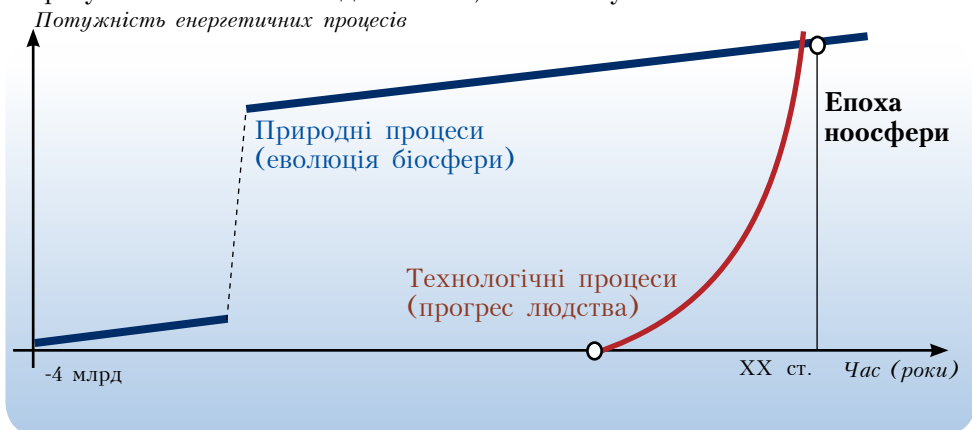 Потужність енергетичних процесів
Природні процеси
(еволюція біосфери)
Епоха
ноосфери
Технологічні процеси
(прогрес людства)
-4 млрд
XX ст.
Час (роки)